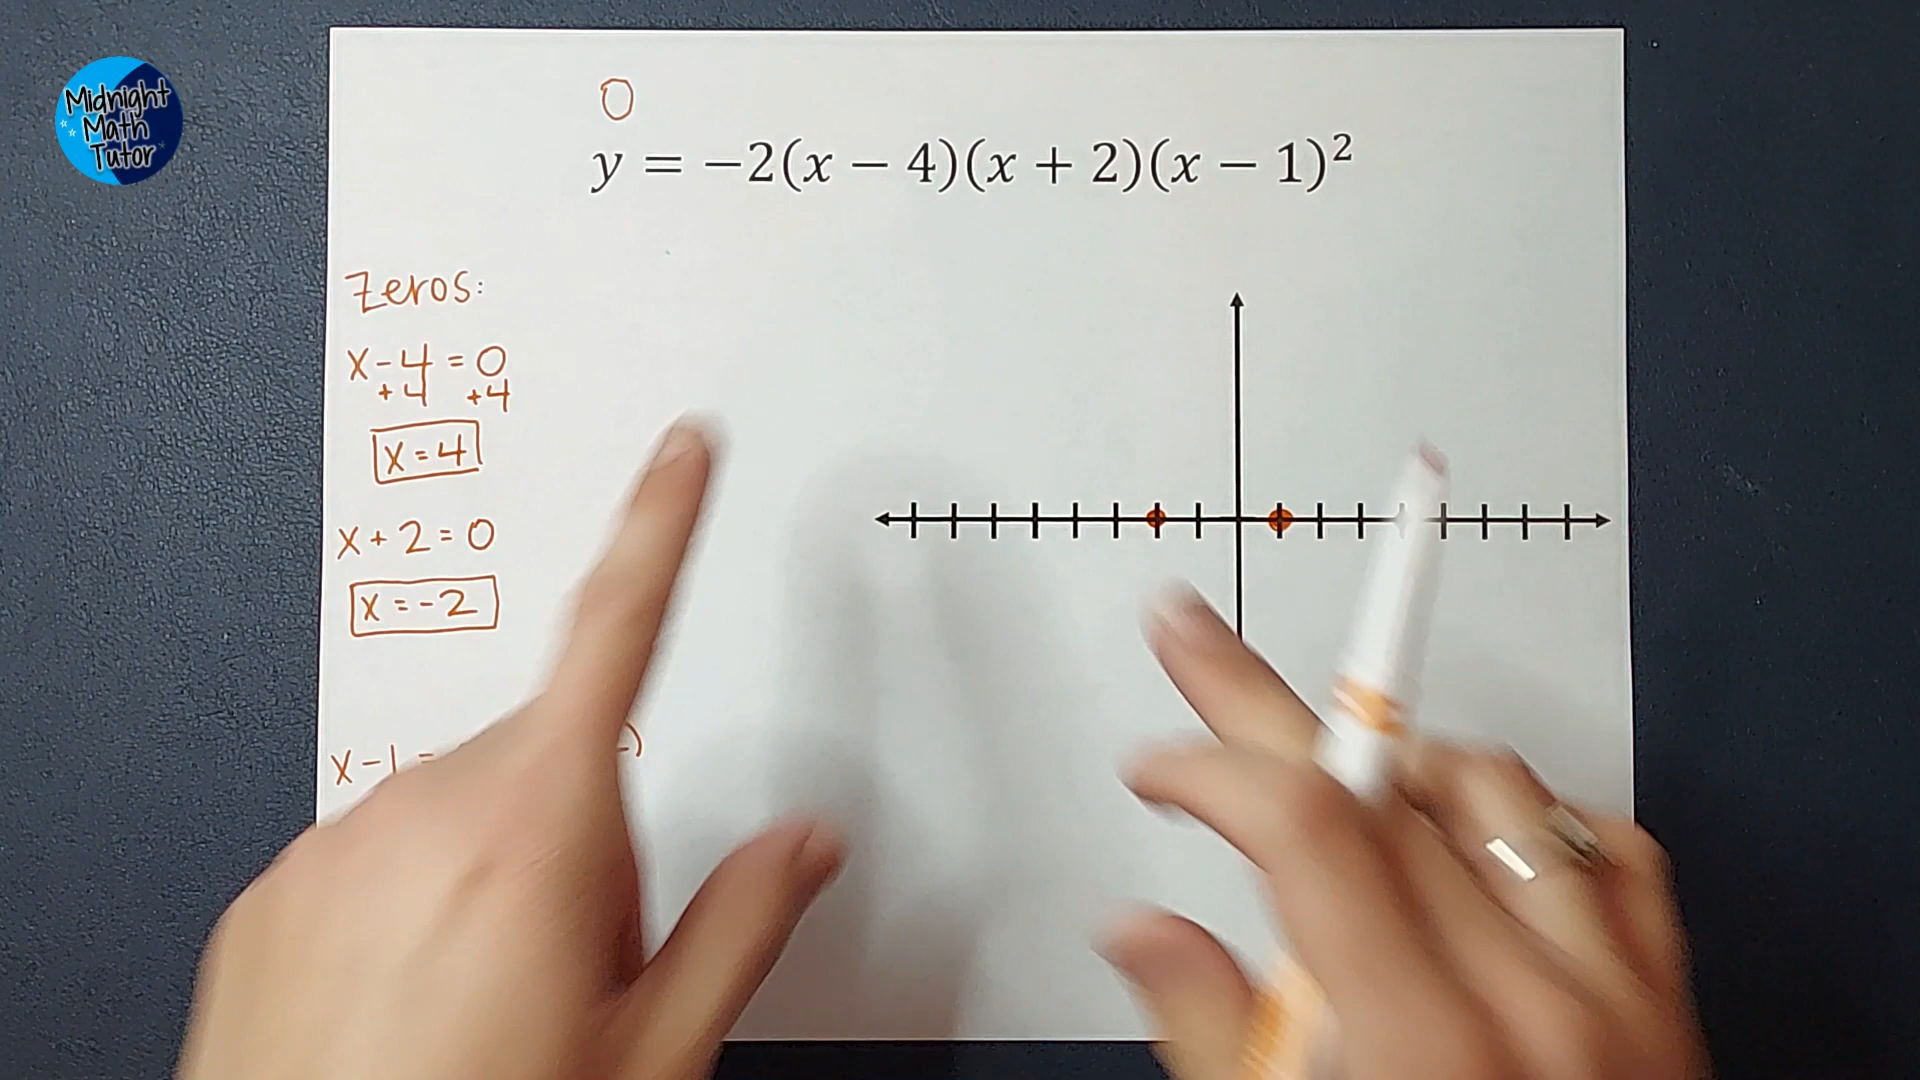 Midnight
Math
Tutor
0
y = −2(x − 4)(x + 2)(x − 1)²
Zeros:
x - 4 = 0
+4 +4
x = 4
x + 2 = 0
x = -2
x - 1 =